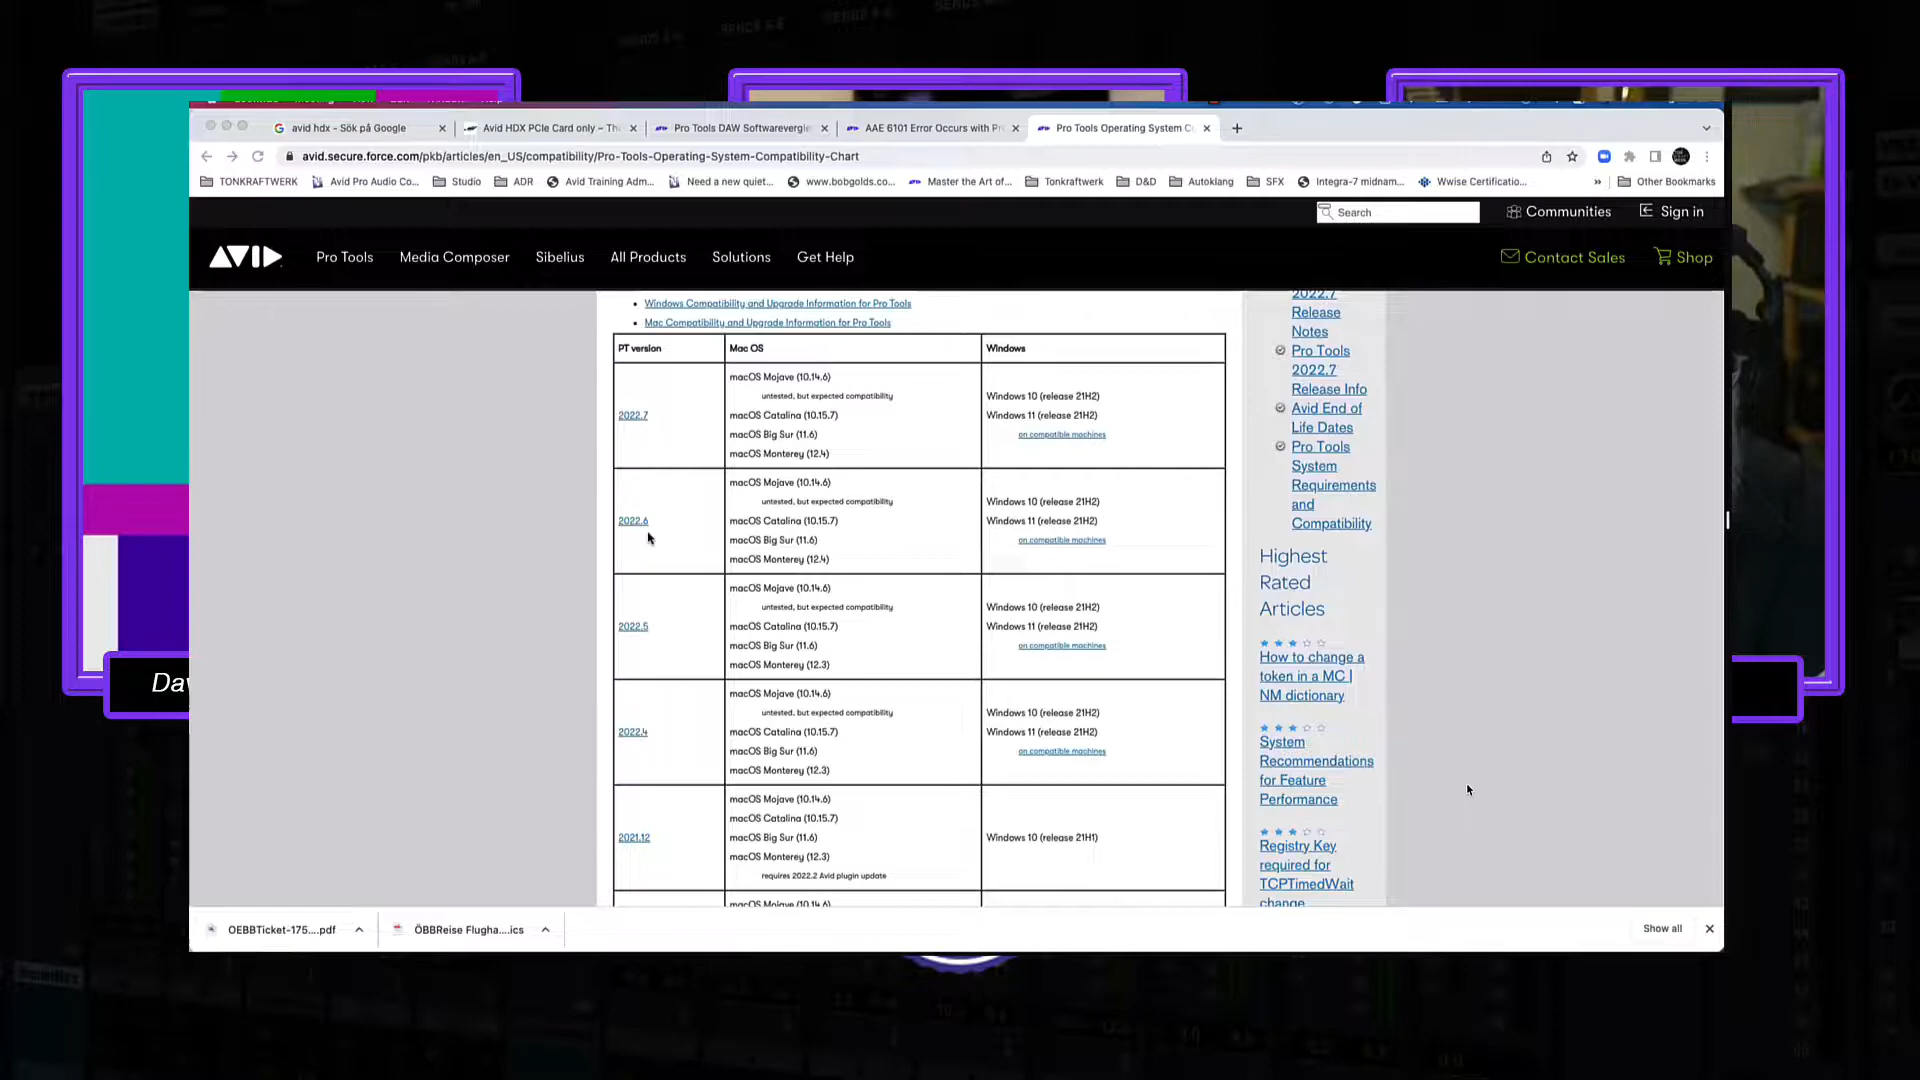 avid hdx - Sök på Google
Avid HDX PCIe Card only – Th
Pro Tools DAW Softwarevergle
AAE 6101 Error Occurs with Pr
Pro Tools Operating System C
avid.secure.force.com/pkb/articles/en_US/compatibility/Pro-Tools-Operating-System-Compatibility-Chart
TONKRAFTWERK
Avid Pro Audio Co...
Studio
ADR
Avid Training Adm...
Need a new quiet...
www.bobgolds.co...
Master the Art of...
Tonkraftwerk
D&D
Autoklang
SFX
Integra-7 midnam...
Wwise Certificatio...
»
Other Bookmarks
Search
Communities
Sign in
AVID
Pro Tools
Media Composer
Sibelius
All Products
Solutions
Get Help
Contact Sales
Shop
Windows Compatibility and Upgrade Information for Pro Tools
Mac Compatibility and Upgrade Information for Pro Tools
PT version
Mac OS
Windows
2022.7
macOS Mojave (10.14.6)
untested, but expected compatibility
macOS Catalina (10.15.7)
macOS Big Sur (11.6)
macOS Monterey (12.4)
Windows 10 (release 21H2)
Windows 11 (release 21H2)
on compatible machines
2022.6
macOS Mojave (10.14.6)
untested, but expected compatibility
macOS Catalina (10.15.7)
macOS Big Sur (11.6)
macOS Monterey (12.4)
Windows 10 (release 21H2)
Windows 11 (release 21H2)
on compatible machines
2022.5
macOS Mojave (10.14.6)
untested, but expected compatibility
macOS Catalina (10.15.7)
macOS Big Sur (11.6)
macOS Monterey (12.3)
Windows 10 (release 21H2)
Windows 11 (release 21H2)
on compatible machines
2022.4
macOS Mojave (10.14.6)
untested, but expected compatibility
macOS Catalina (10.15.7)
macOS Big Sur (11.6)
macOS Monterey (12.3)
Windows 10 (release 21H2)
Windows 11 (release 21H2)
on compatible machines
2021.12
macOS Mojave (10.14.6)
macOS Catalina (10.15.7)
macOS Big Sur (11.6)
macOS Monterey (12.3)
requires 2022.2 Avid plugin update
Windows 10 (release 21H1)
macOS Mojave (10.14.6)
2022.7
Release
Notes
Pro Tools
2022.7
Release Info
Avid End of
Life Dates
Pro Tools
System
Requirements
and
Compatibility
Highest
Rated
Articles
How to change a
token in a MC |
NM dictionary
System
Recommendations
for Feature
Performance
Registry Key
required for
TCPTimedWait
change
Dav
OEBBTicket-175....pdf
ÖBBReise Flugha....ics
Show all